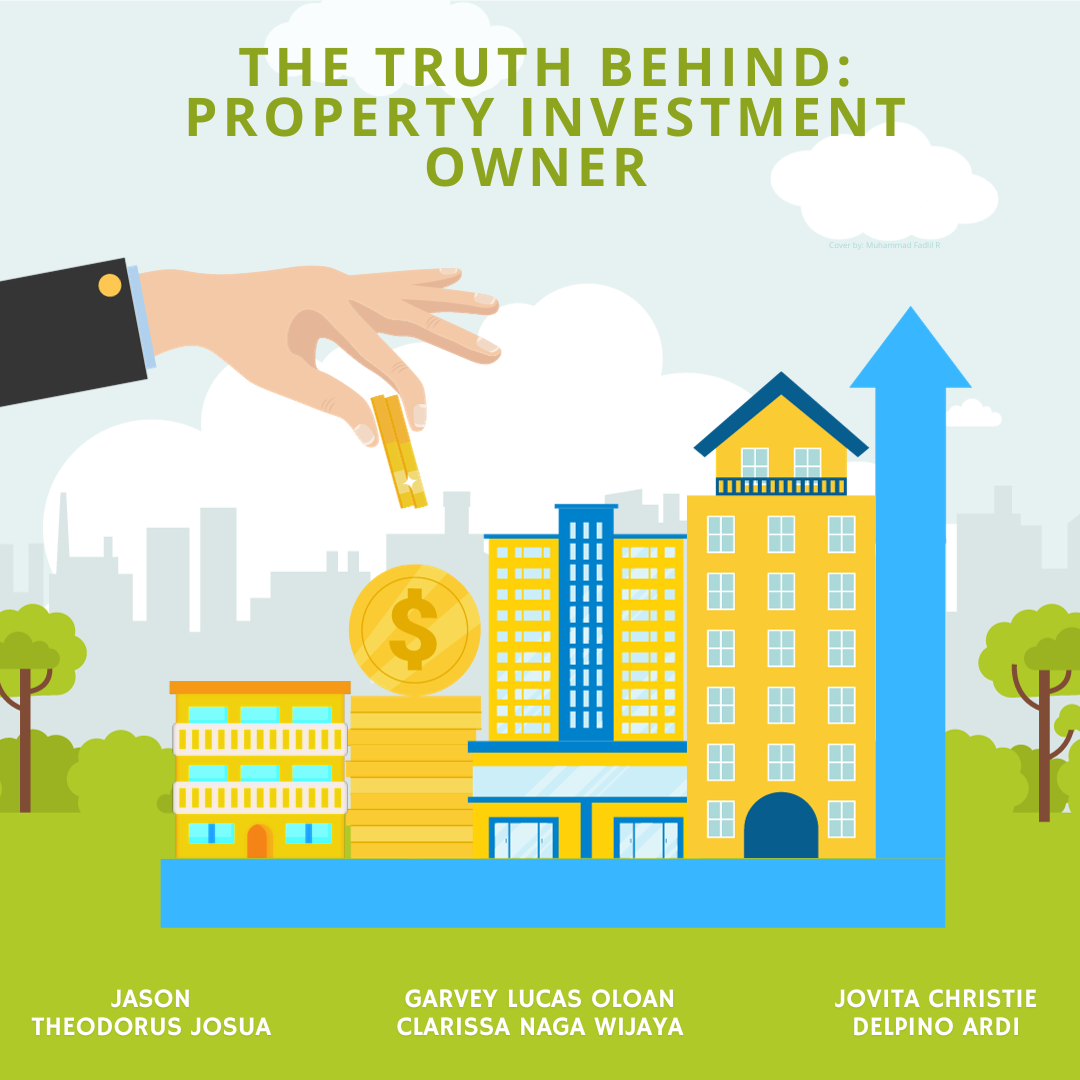 THE TRUTH BEHIND:
PROPERTY INVESTMENT
OWNER
Cover by: Muhammad Fadill R
$
JASON
THEODORUS JOSUA
GARVEY LUCAS OLOAN
CLARISSA NAGA WIJAYA
JOVITA CHRISTIE
DELPINO ARDI